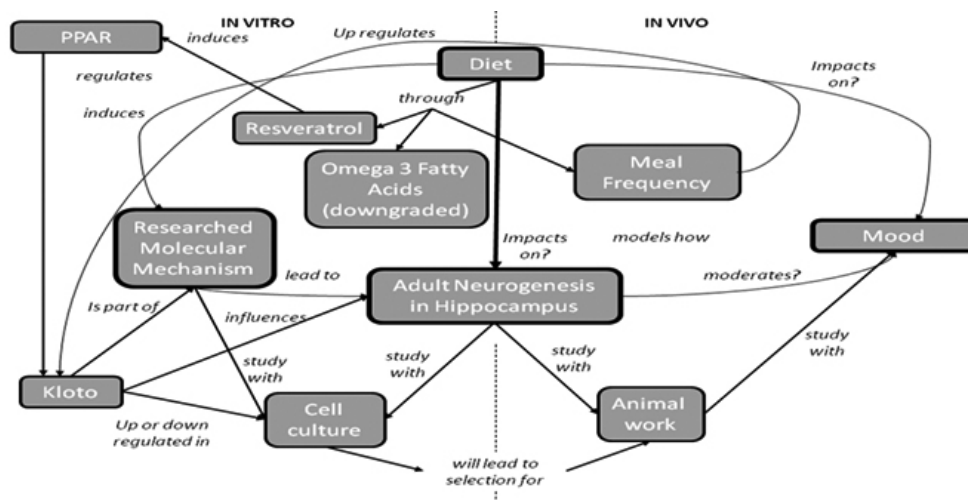 IN VITRO
IN VIVO
PPAR
induces
Up regulates
Diet
Impacts
on?
regulates
through
induces
Resveratrol
Omega 3 Fatty
Acids
(downgraded)
Meal
Frequency
Researched
Molecular
Mechanism
Mood
Impacts
on?
models how
lead to
Adult Neurogenesis
in Hippocampus
moderates?
Is part of
influences
study
with
study
with
study
with
study
with
Kloto
Cell
culture
Animal
work
Up or down
regulated in
will lead to
selection for